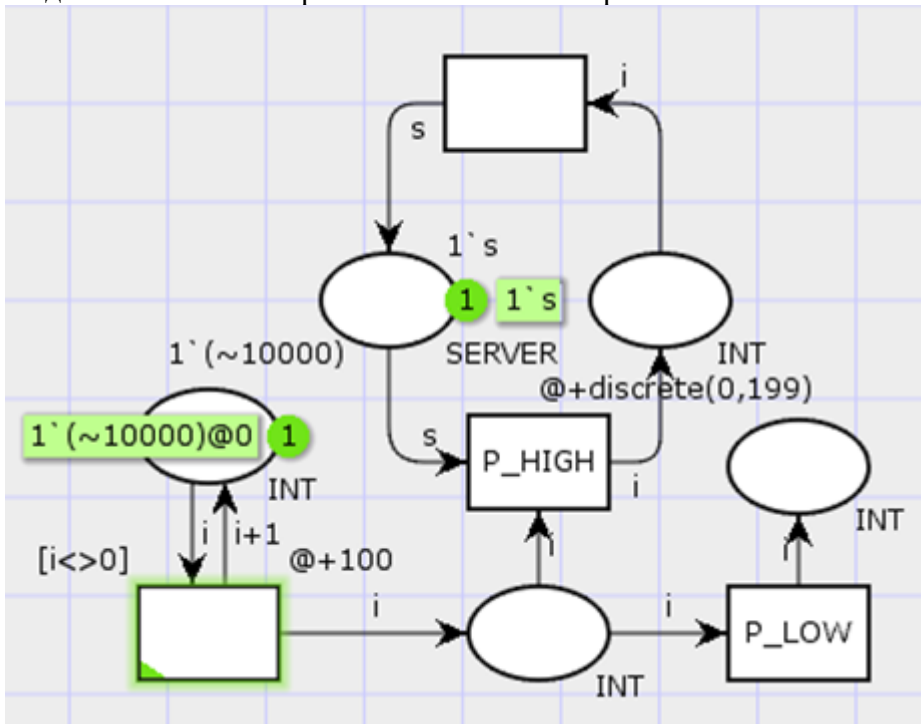 i
s
1`s
1
1`s
1`(~10000)
SERVER
INT
@+discrete(0,199)
1`(~10000)@0
1
s
P_HIGH
i
INT
i
i+1
i
INT
[i<>0]
@+100
i
i
i
P_LOW
INT